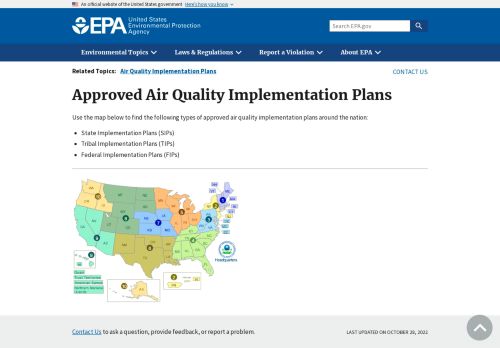 An official website of the United States government Here's how you know
EPA United States
Environmental Protection
Agency
Search EPA.gov
Environmental Topics
Laws & Regulations
Report a Violation
About EPA
Related Topics: Air Quality Implementation Plans
CONTACT US
Approved Air Quality Implementation Plans
Use the map below to find the following types of approved air quality implementation plans around the nation:
State Implementation Plans (SIPs)
Tribal Implementation Plans (TIPs)
Federal Implementation Plans (FIPs)
Headquarters
Contact Us to ask a question, provide feedback, or report a problem.
LAST UPDATED ON OCTOBER 28, 2022